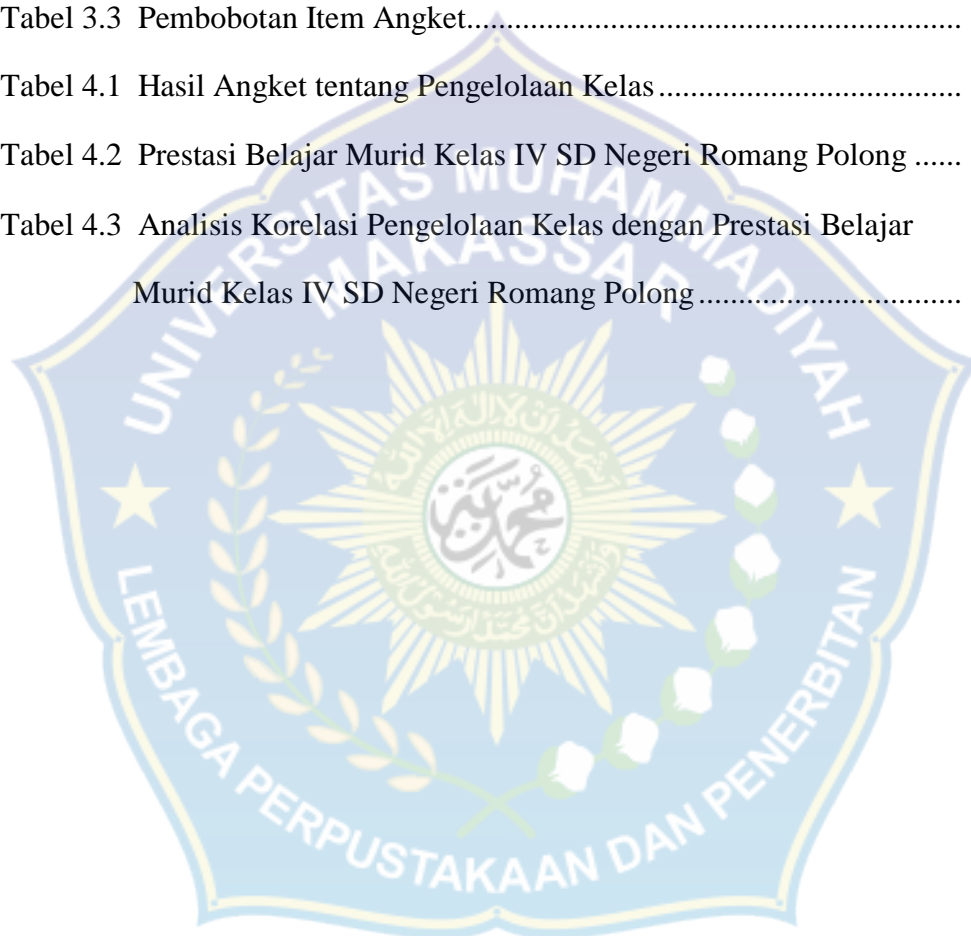 Tabel 3.3 Pembobotan Item Angket......................................................
Tabel 4.1 Hasil Angket tentang Pengelolaan Kelas..................................
Tabel 4.2 Prestasi Belajar Murid Kelas IV SD Negeri Romang Polong ......
Tabel 4.3 Analisis Korelasi Pengelolaan Kelas dengan Prestasi Belajar
Murid Kelas IV SD Negeri Romang Polong..............................
UNIVERSITAS MUHAMMADIYAH
MAKASSAR
LEMBAGA PERPUSTAKAAN DAN PENERBITAN